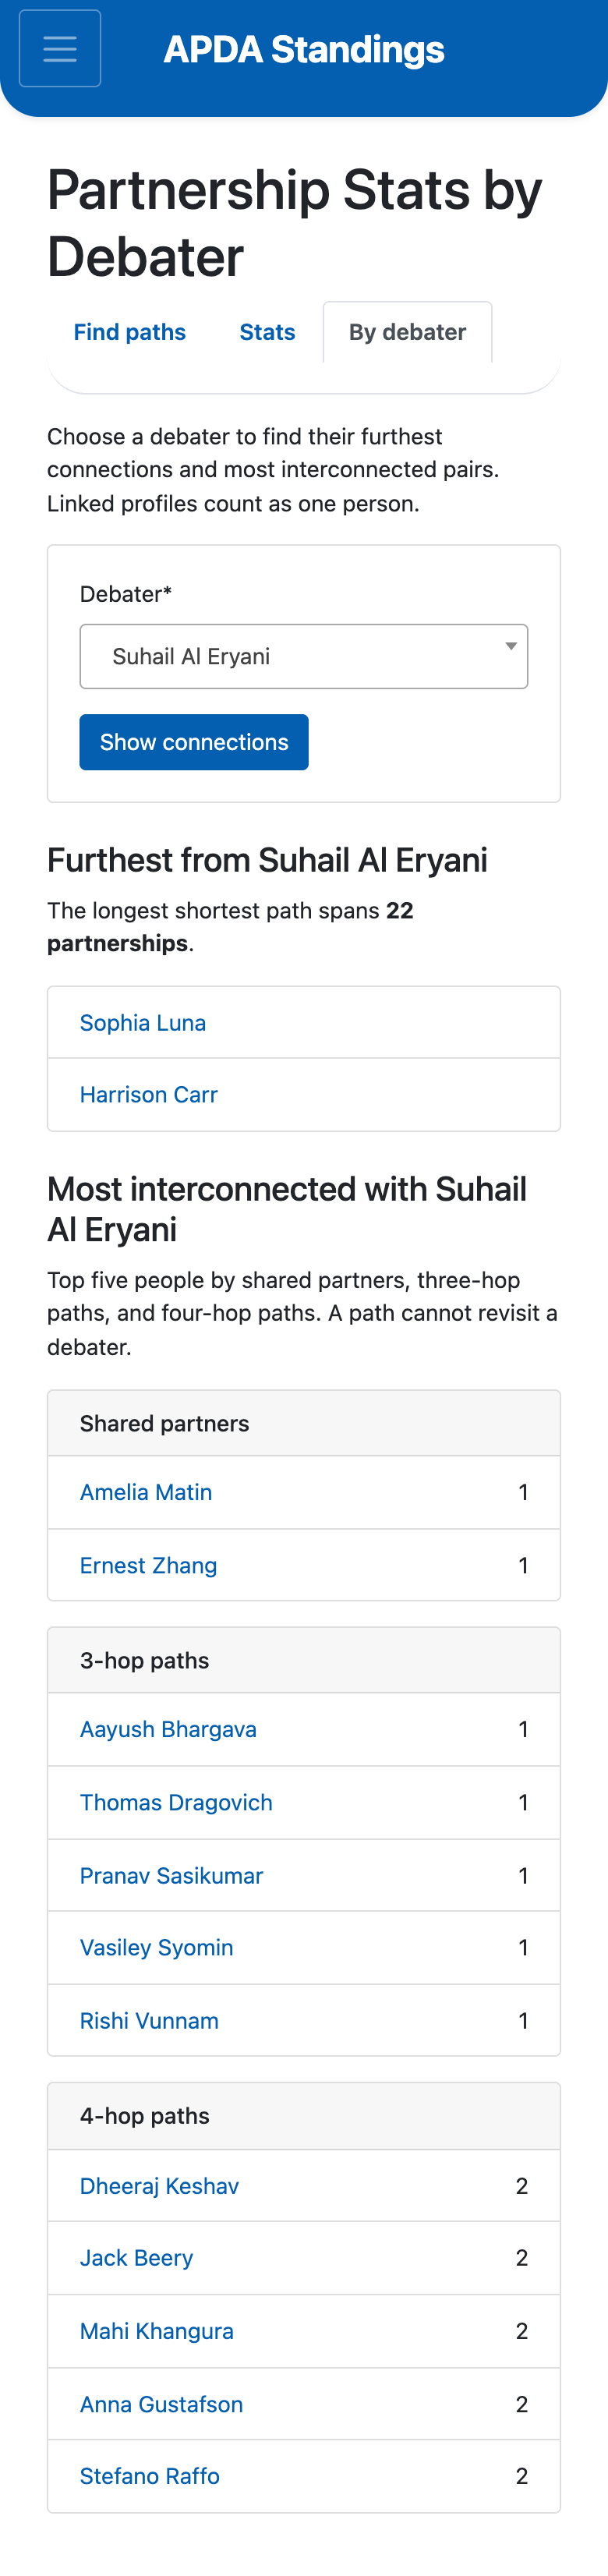 APDA Standings
Partnership Stats by
Debater
Find paths Stats By debater
Choose a debater to find their furthest
connections and most interconnected pairs.
Linked profiles count as one person.
Debater*
Suhail Al Eryani
Show connections
Furthest from Suhail Al Eryani
The longest shortest path spans 22
partnerships.
Sophia Luna
Harrison Carr
Most interconnected with Suhail
Al Eryani
Top five people by shared partners, three-hop
paths, and four-hop paths. A path cannot revisit a
debater.
Shared partners
Amelia Matin 1
Ernest Zhang 1
3-hop paths
Aayush Bhargava 1
Thomas Dragovich 1
Pranav Sasikumar 1
Vasiley Syomin 1
Rishi Vunnam 1
4-hop paths
Dheeraj Keshav 2
Jack Beery 2
Mahi Khangura 2
Anna Gustafson 2
Stefano Raffo 2